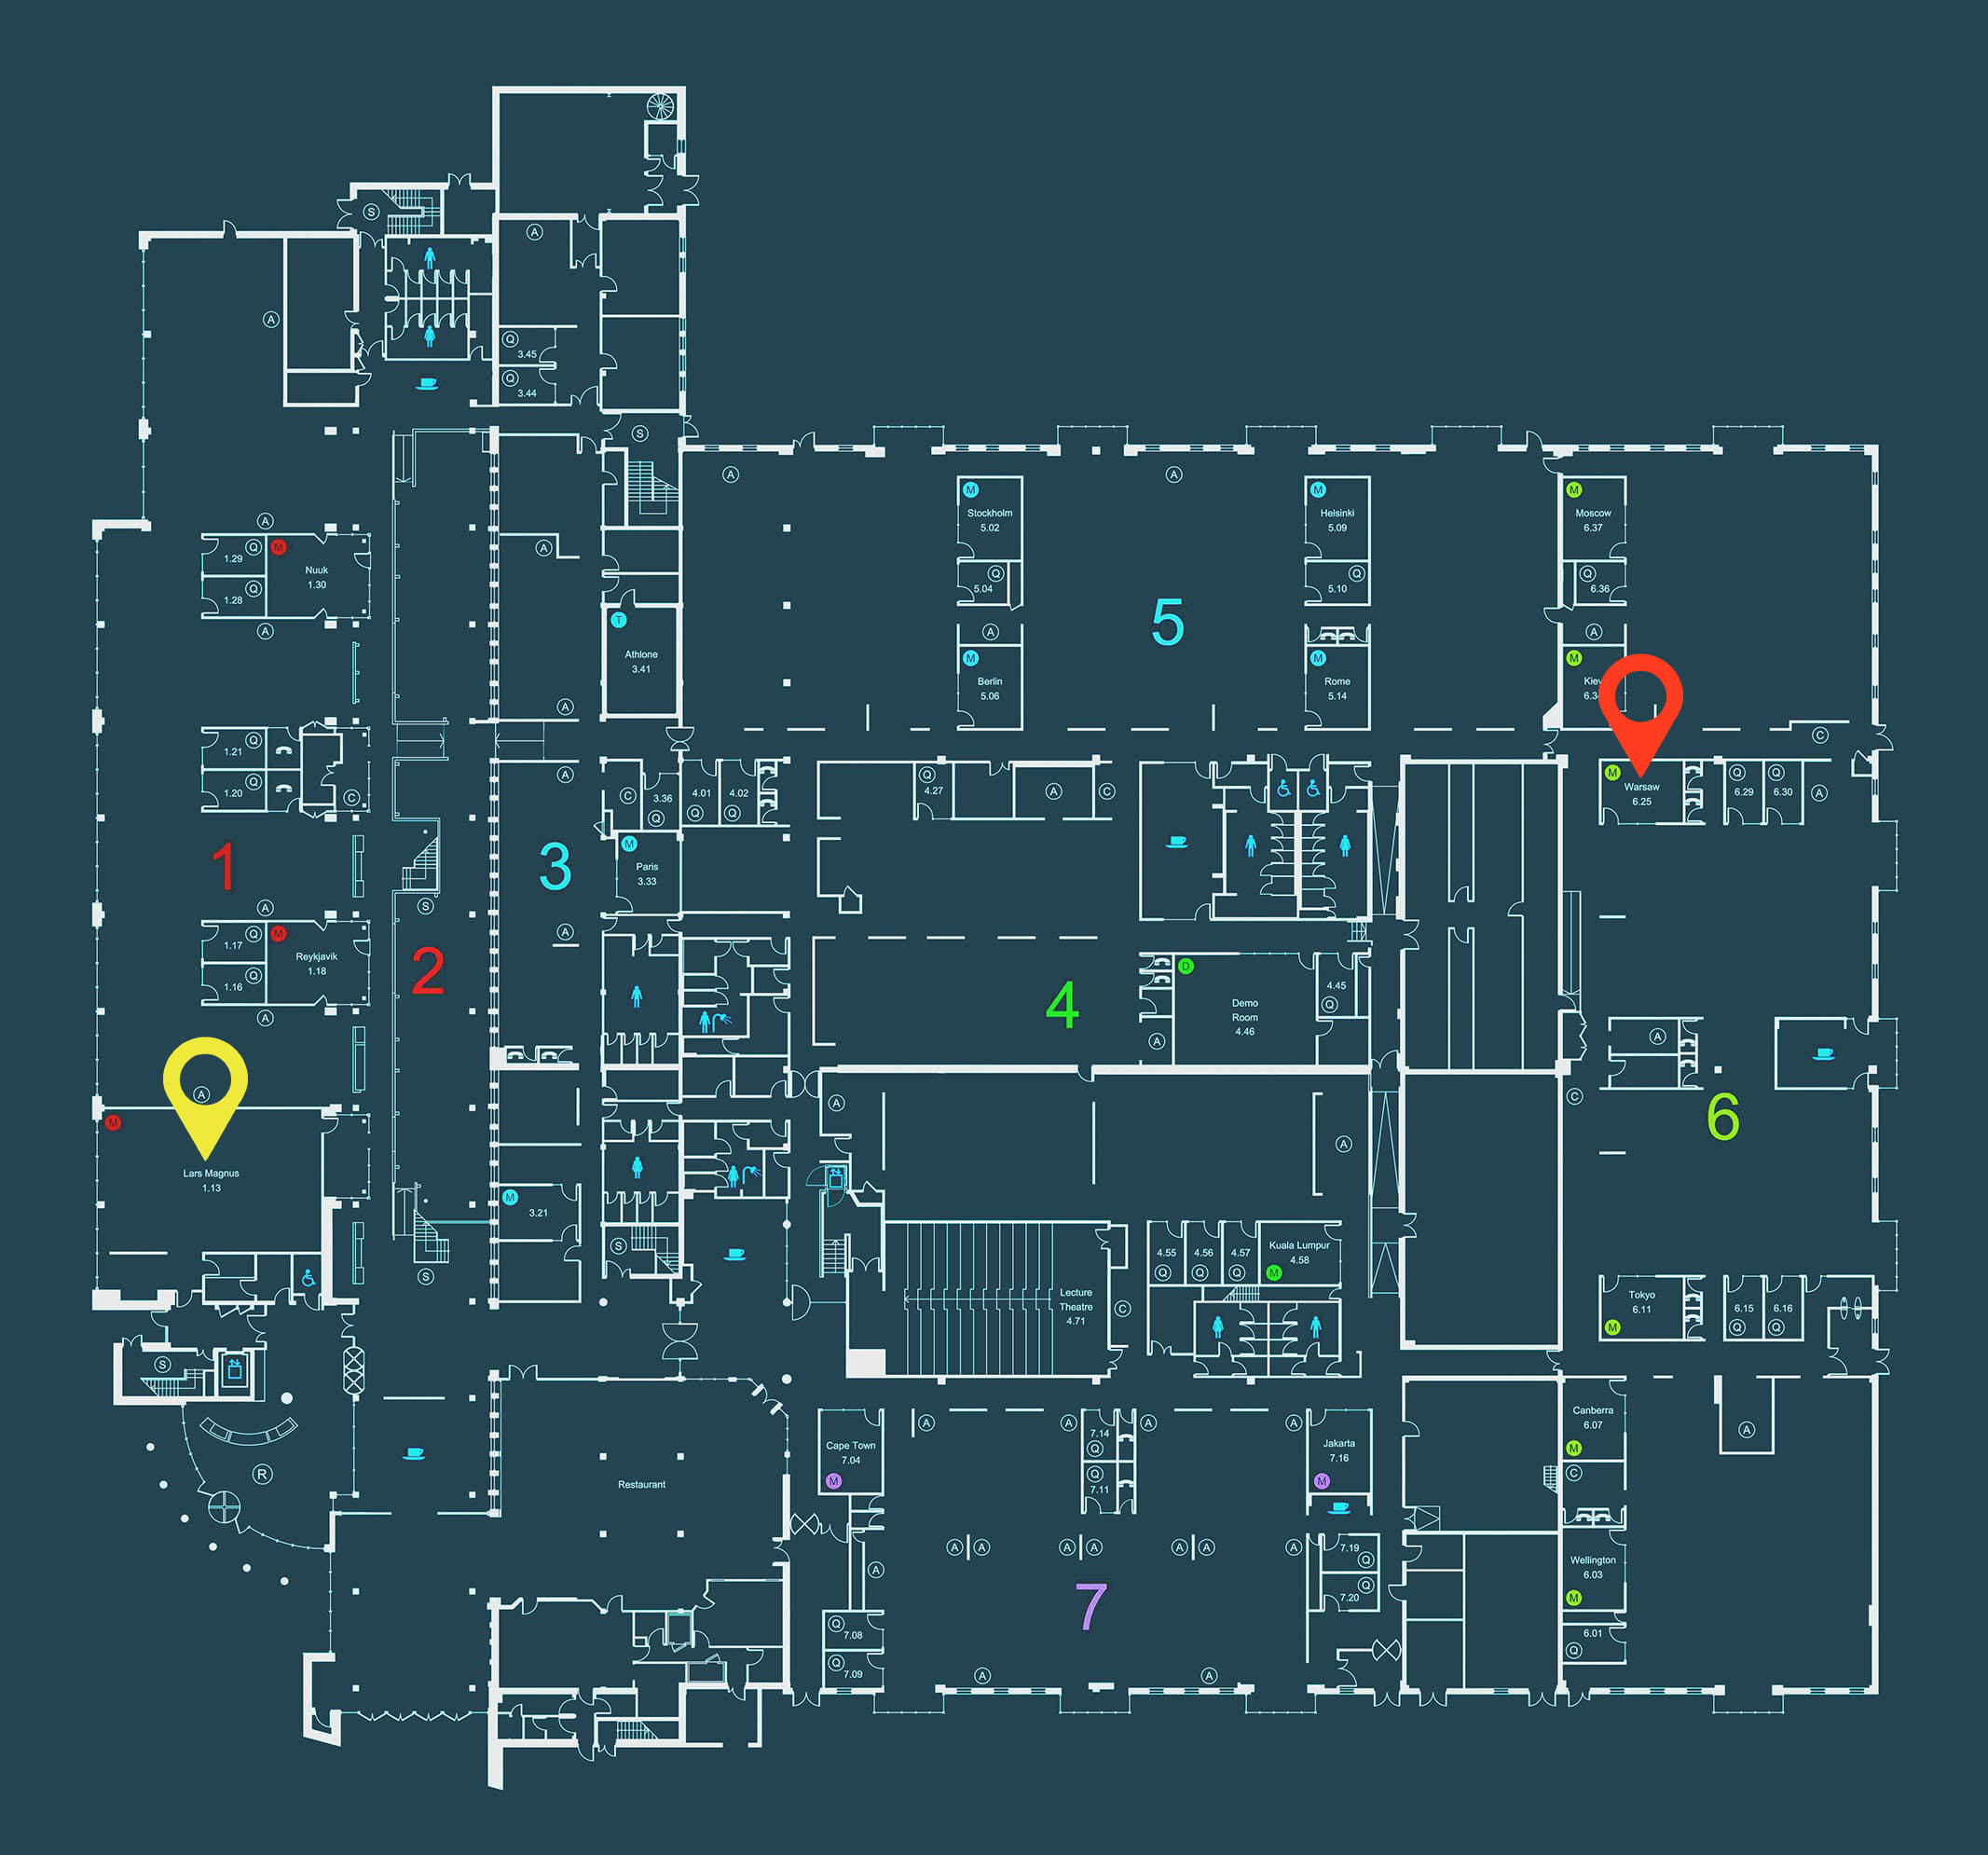 S
A
A
Q
3.45
Q
3.44
S
A
A
M
Stockholm
5.02
M
Helsinki
5.09
M
Moscow
6.37
A
1.29
Q
M
Nuuk
1.30
A
Q
5.04
Q
5.10
Q
6.36
1.28
Q
A
T
Athlone
3.41
5
A
M
Berlin
5.06
M
Rome
5.14
A
M
Kiev
A
1.21
Q
1.20
Q
C
A
C
3.36
Q
4.01
Q
4.02
Q
Q
4.27
A
C
M
Warsaw
6.25
Q
6.29
Q
6.30
A
C
1
3
M
Paris
3.33
A
S
A
1.17
Q
M
Reykjavik
1.18
1.16
Q
A
2
4
D
Demo
Room
4.46
4.45
Q
A
A
A
M
Lars Magnus
1.13
A
A
C
6
M
3.21
S
S
4.55
Q
4.56
Q
4.57
Q
Kuala Lumpur
4.58
M
Lecture
Theatre
4.71
C
Tokyo
6.11
M
6.15
Q
6.16
Q
S
R
Restaurant
Cape Town
7.04
M
A
A
7.14
Q
Q
7.11
A
A
Jakarta
7.16
M
Canberra
6.07
M
C
A
A
A
A
A
A
A
A
A
7.19
Q
Q
7.20
Wellington
6.03
M
7
Q
7.08
Q
7.09
A
A
6.01
Q